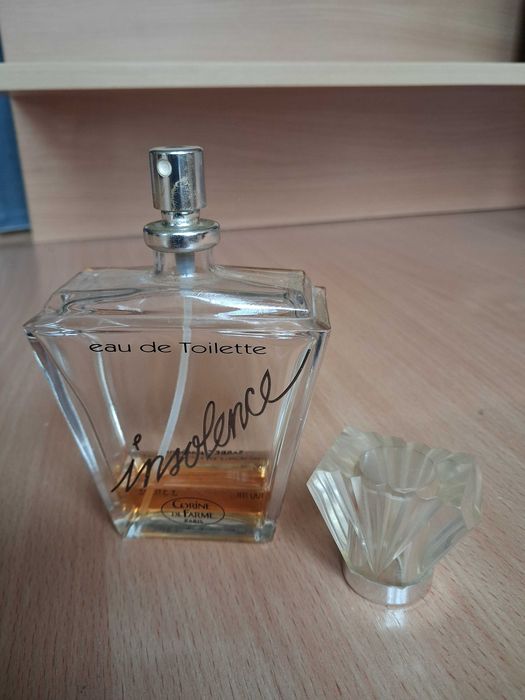 eau de Toilette
insolence
CORINE
DE FARME
PARIS